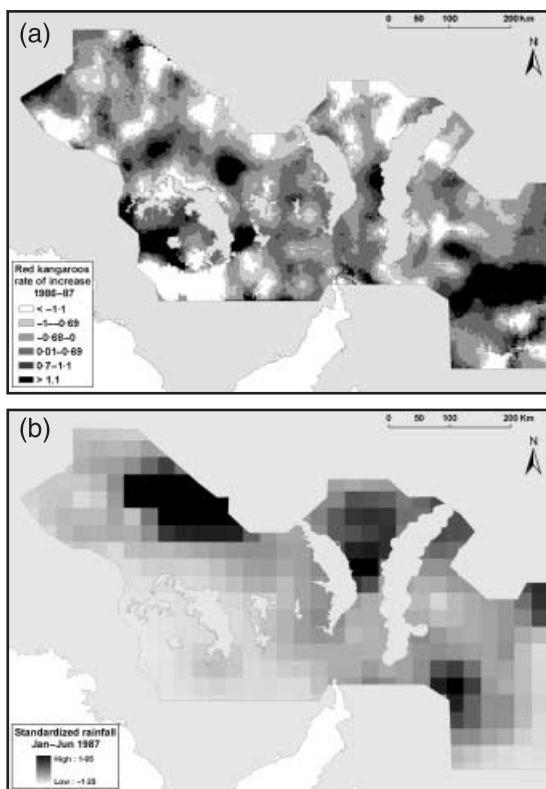 (a)
0 50 100 200 Km
N
Red kangaroos
rate of increase
1986–87
< −1·1
−1–−0·69
−0·68–0
0·01–0·69
0·7–1·1
> 1.1
(b)
0 50 100 200 Km
N
Standardized rainfall
Jan–Jun 1987
High : 1·95
Low : −1·25